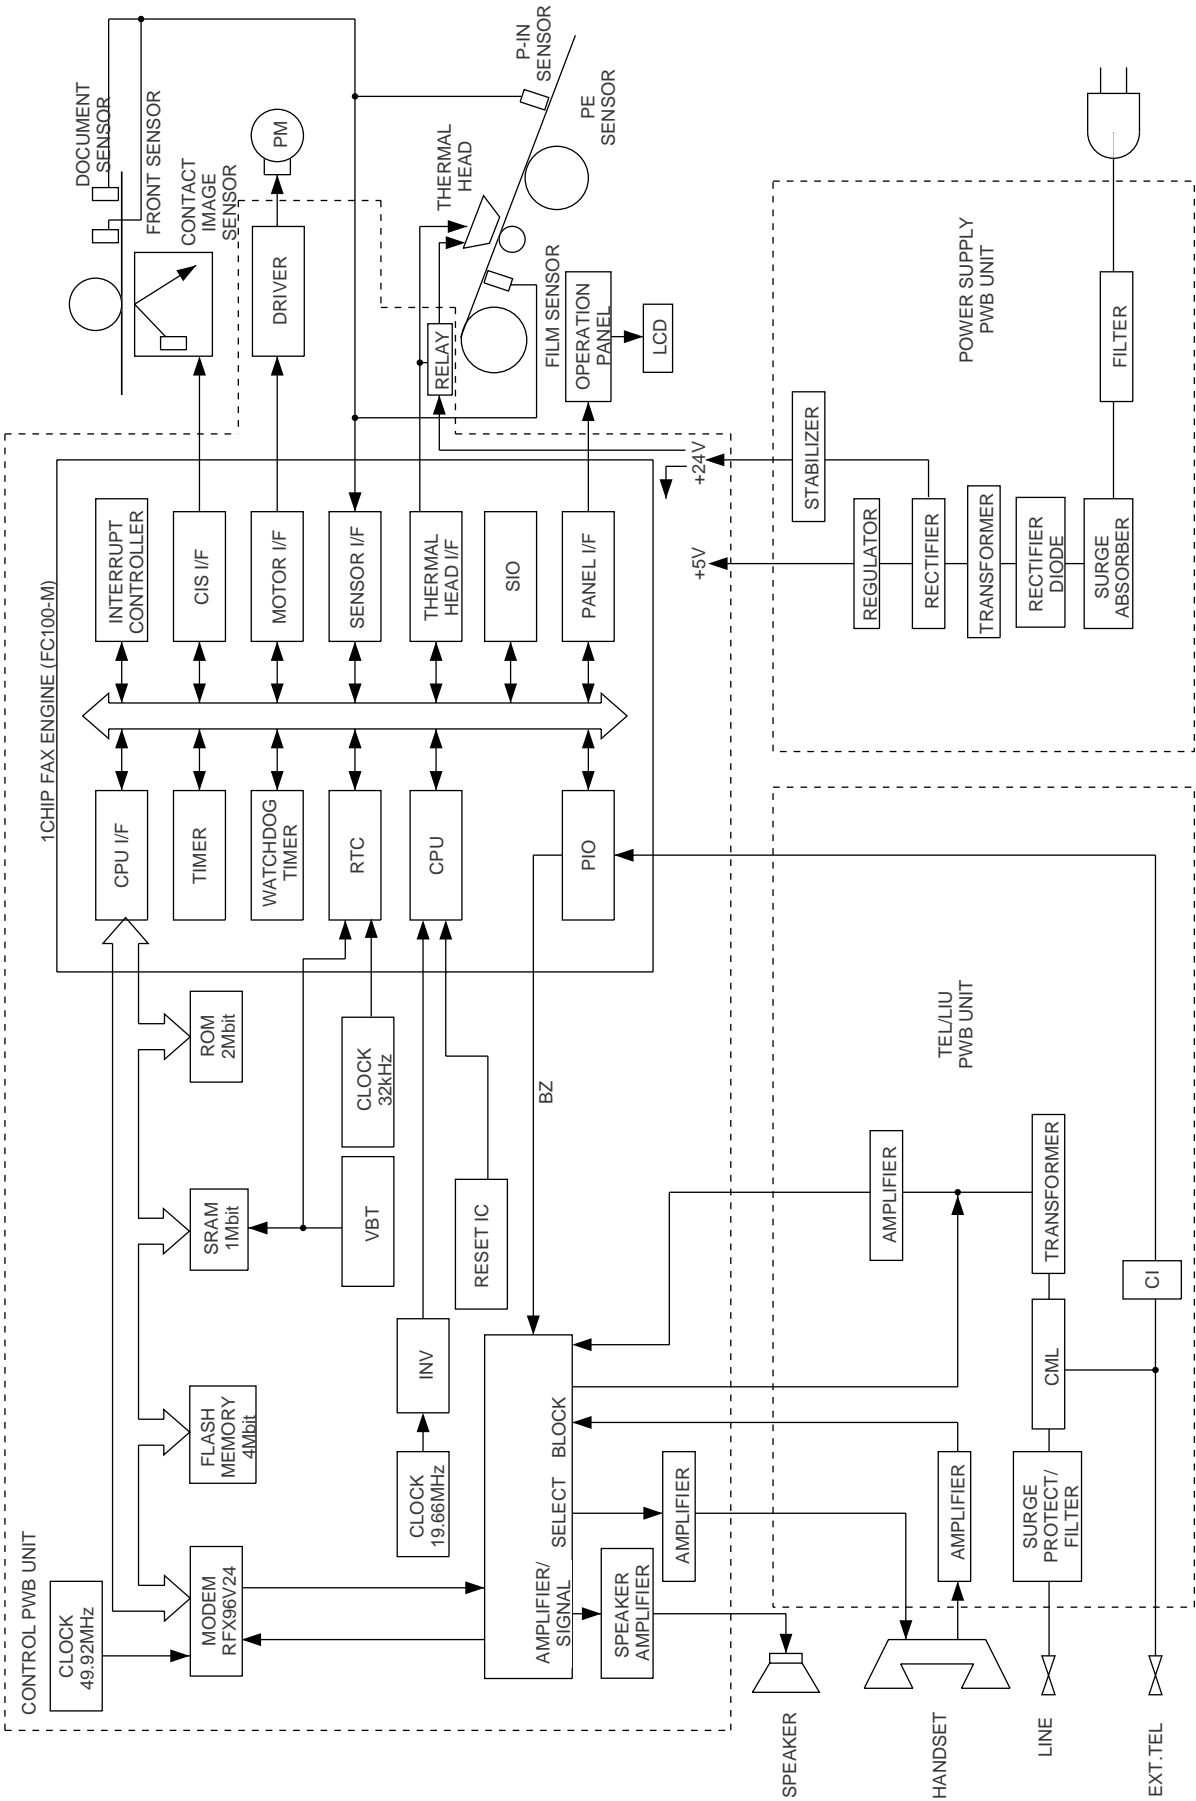 CONTROL PWB UNIT
CLOCK
49.92MHz
MODEM
RFX96V24
FLASH
MEMORY
4Mbit
SRAM
1Mbit
ROM
2Mbit
CLOCK
19.66MHz
INV
VBT
CLOCK
32kHz
RESET IC
AMPLIFIER/
SIGNAL SELECT BLOCK
BZ
SPEAKER
AMPLIFIER
AMPLIFIER
1CHIP FAX ENGINE (FC100-M)
CPU I/F
TIMER
WATCHDOG
TIMER
RTC
CPU
PIO
INTERRUPT
CONTROLLER
CIS I/F
MOTOR I/F
SENSOR I/F
THERMAL
HEAD I/F
SIO
PANEL I/F
DOCUMENT
SENSOR
FRONT SENSOR
CONTACT
IMAGE
SENSOR
DRIVER
PM
RELAY
THERMAL
HEAD
FILM SENSOR
P-IN
SENSOR
PE
SENSOR
OPERATION
PANEL
LCD
+24V
+5V
POWER SUPPLY
PWB UNIT
STABILIZER
REGULATOR
RECTIFIER
TRANSFORMER
RECTIFIER
DIODE
SURGE
ABSORBER
FILTER
TEL/LIU
PWB UNIT
AMPLIFIER
TRANSFORMER
CML
CI
AMPLIFIER
SURGE
PROTECT/
FILTER
SPEAKER
HANDSET
LINE
EXT.TEL